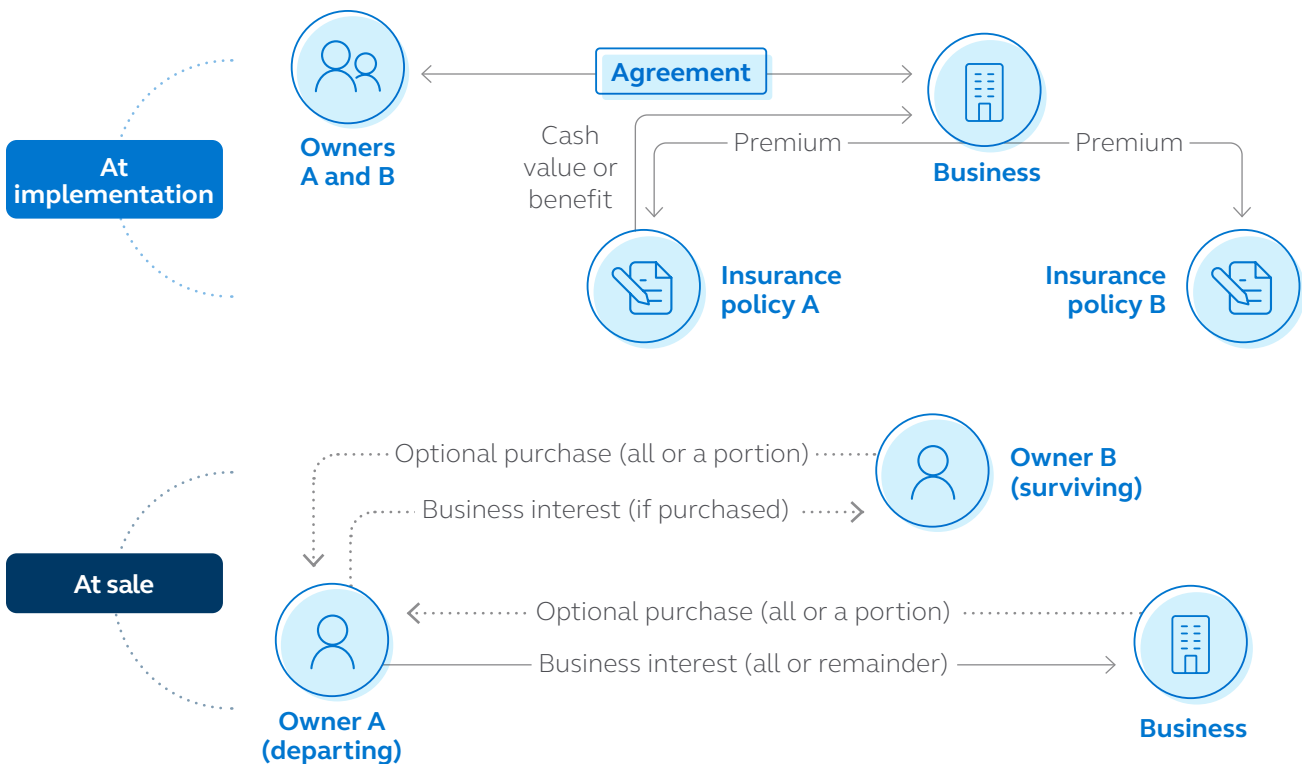 Agreement
Owners
A and B
Cash
value or
benefit
Premium
Premium
Business
At
implementation
Insurance
policy A
Insurance
policy B
Optional purchase (all or a portion)
Owner B
(surviving)
Business interest (if purchased)
At sale
Optional purchase (all or a portion)
Business interest (all or remainder)
Owner A
(departing)
Business